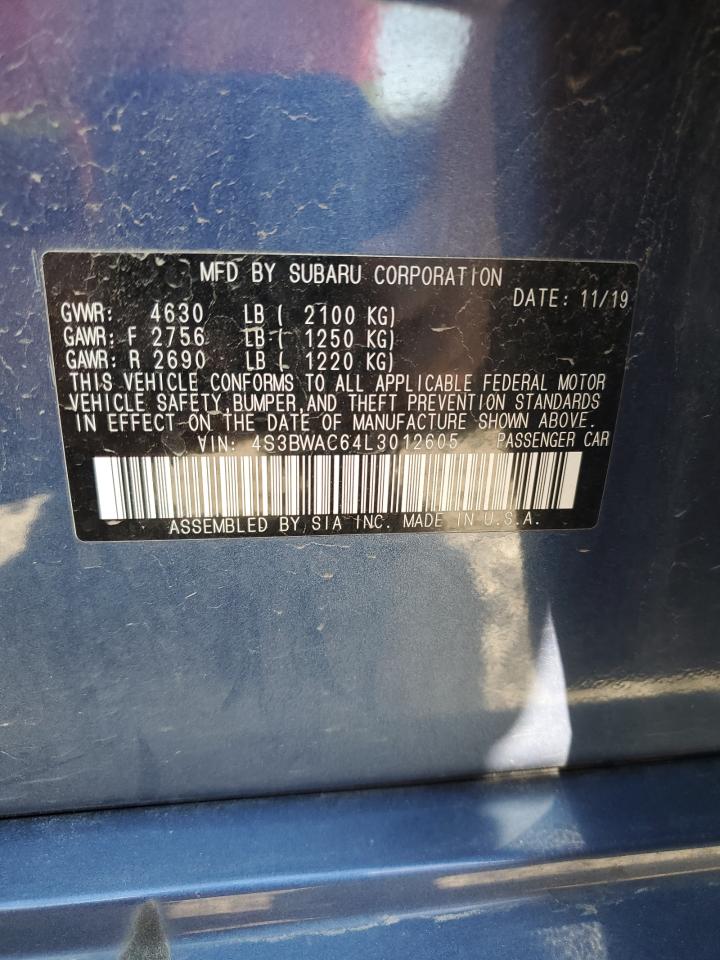 MFD BY SUBARU CORPORATION
DATE: 11/19
GVWR: 4630 LB ( 2100 KG)
GAWR: F 2756 LB ( 1250 KG)
GAWR: R 2690 LB ( 1220 KG)
THIS VEHICLE CONFORMS TO ALL APPLICABLE FEDERAL MOTOR
VEHICLE SAFETY,BUMPER,AND THEFT PREVENTION STANDARDS
IN EFFECT ON THE DATE OF MANUFACTURE SHOWN ABOVE.
VIN: 4S3BWAC64L3012605 PASSENGER CAR
ASSEMBLED BY SIA INC. MADE IN U.S.A.